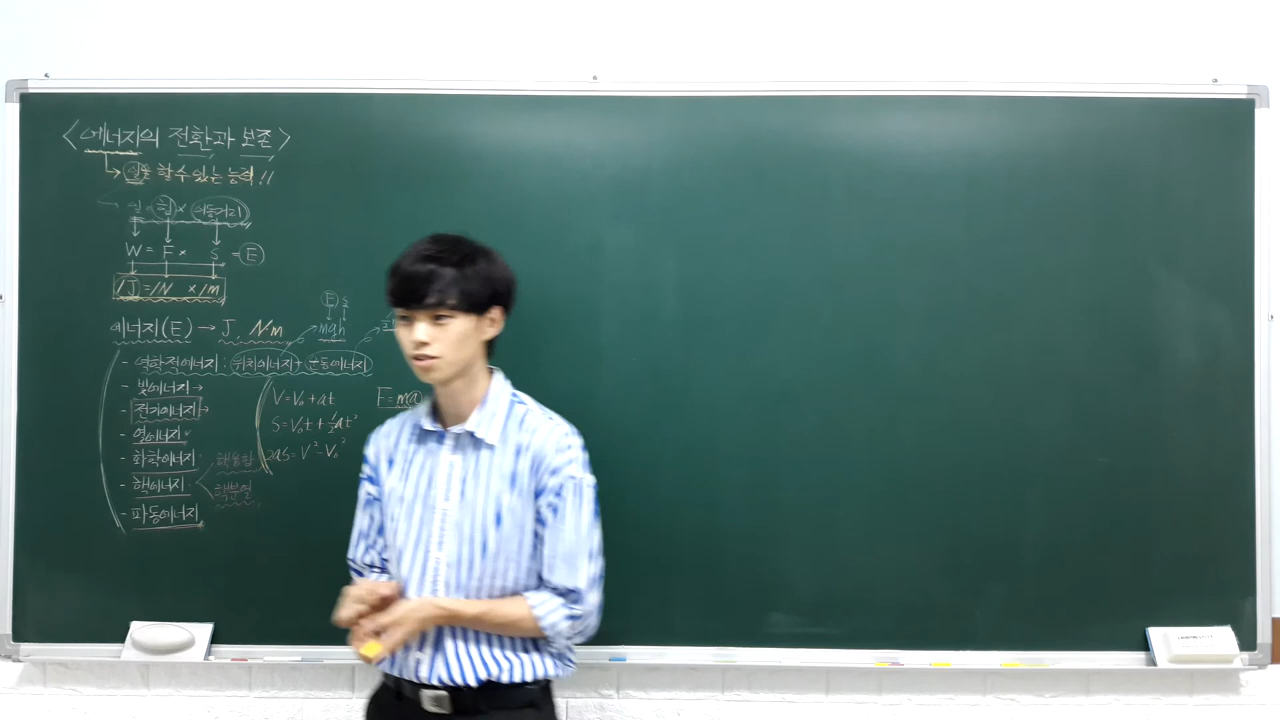 <에너지의 전환과 보존>
일을 할 수 있는 능력!!
일 = 힘 × 이동거리
W = F × S = E
1J = 1N × 1m
에너지(E) → J, N·m
F S
mgh
- 역학적에너지 : 위치에너지 + 운동에너지
- 빛에너지 →
- 전기에너지 →
- 열에너지
- 화학에너지
- 핵에너지
핵융합
핵분열
- 파동에너지
V = V₀ + at
S = V₀t + ½at²
2as = V² - V₀²
F = ma